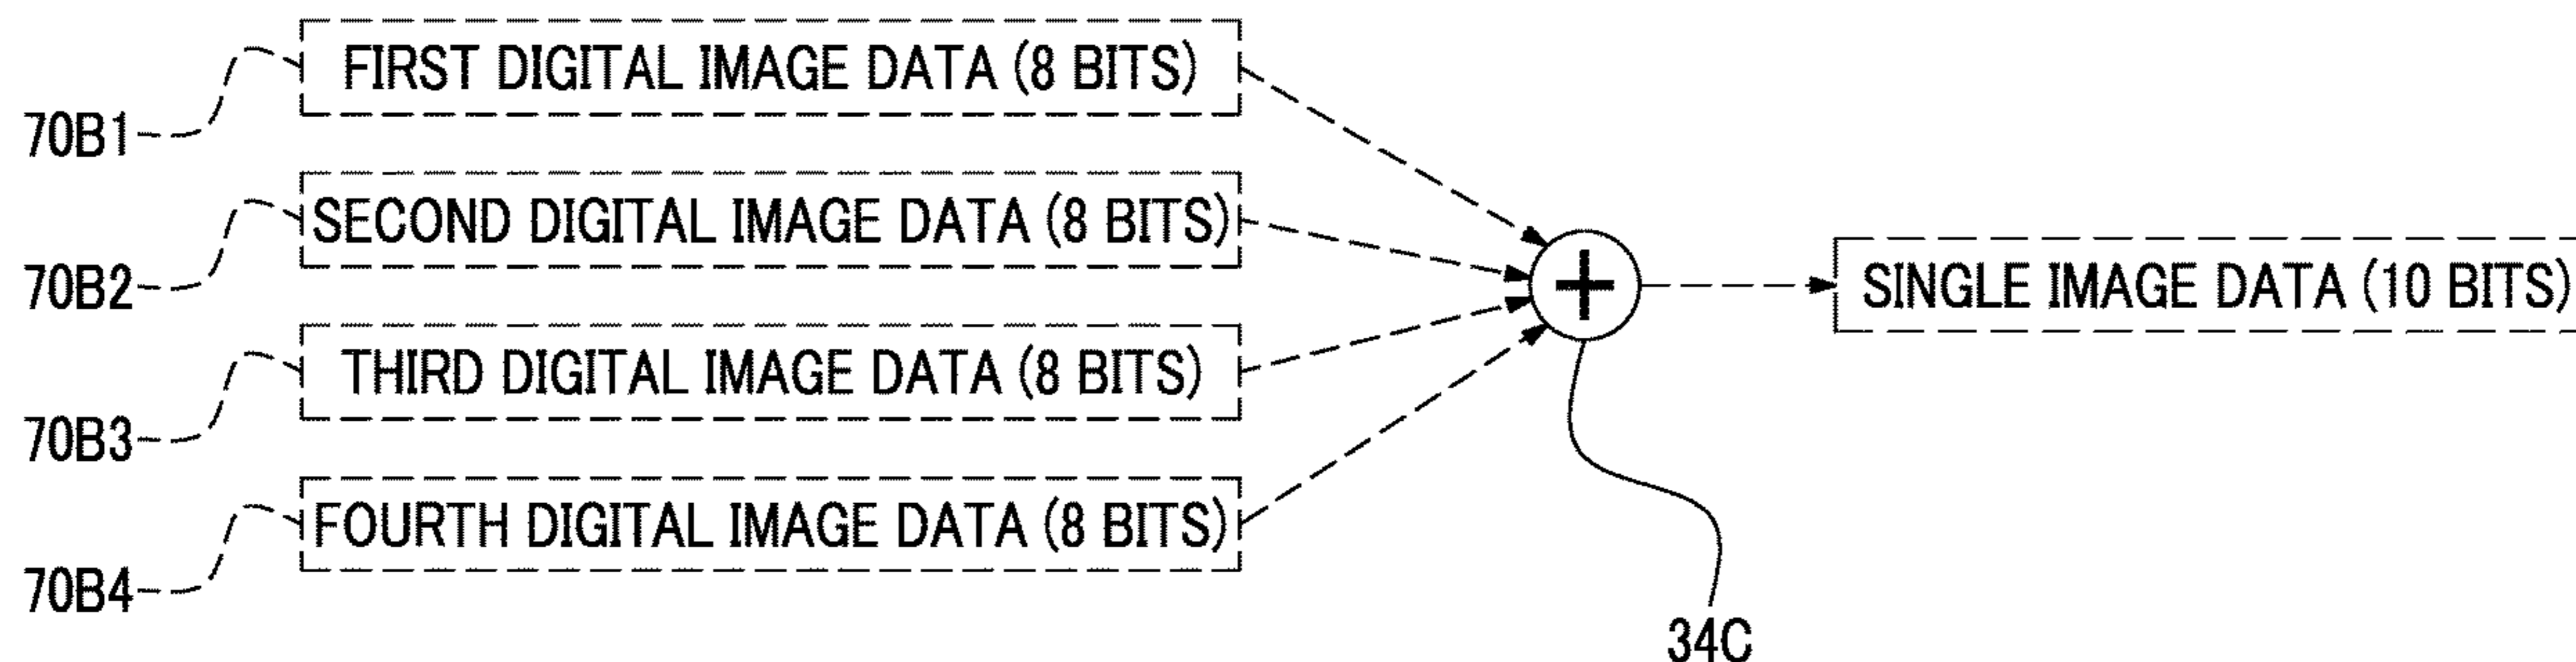 FIRST DIGITAL IMAGE DATA (8 BITS)
70B1
SECOND DIGITAL IMAGE DATA (8 BITS)
70B2
SINGLE IMAGE DATA (10 BITS)
THIRD DIGITAL IMAGE DATA (8 BITS)
70B3
FOURTH DIGITAL IMAGE DATA (8 BITS)
70B4
34C